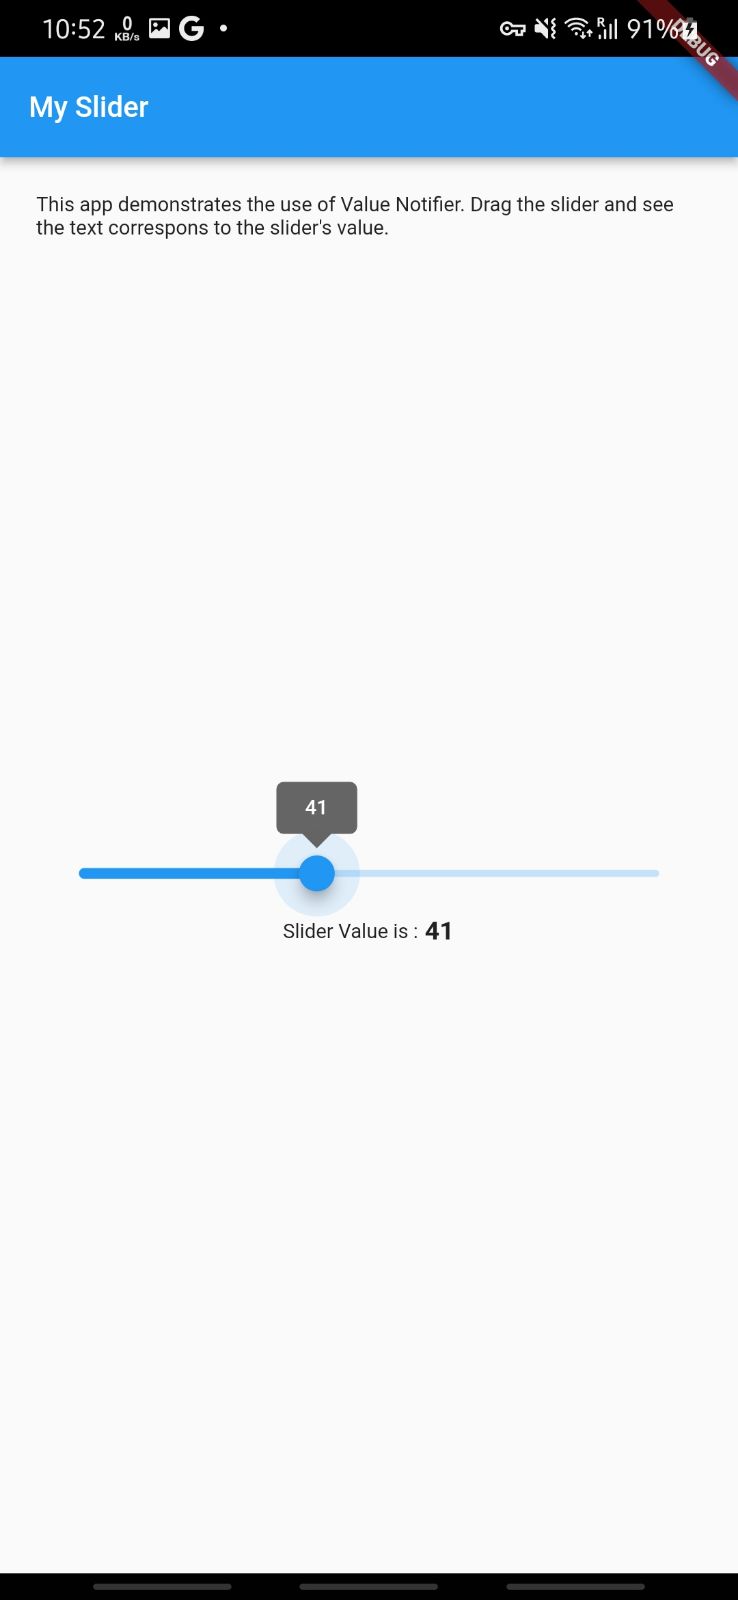 10:52 0 KB/s G R 91%
DEBUG
My Slider
This app demonstrates the use of Value Notifier. Drag the slider and see
the text correspons to the slider's value.
41
Slider Value is : 41